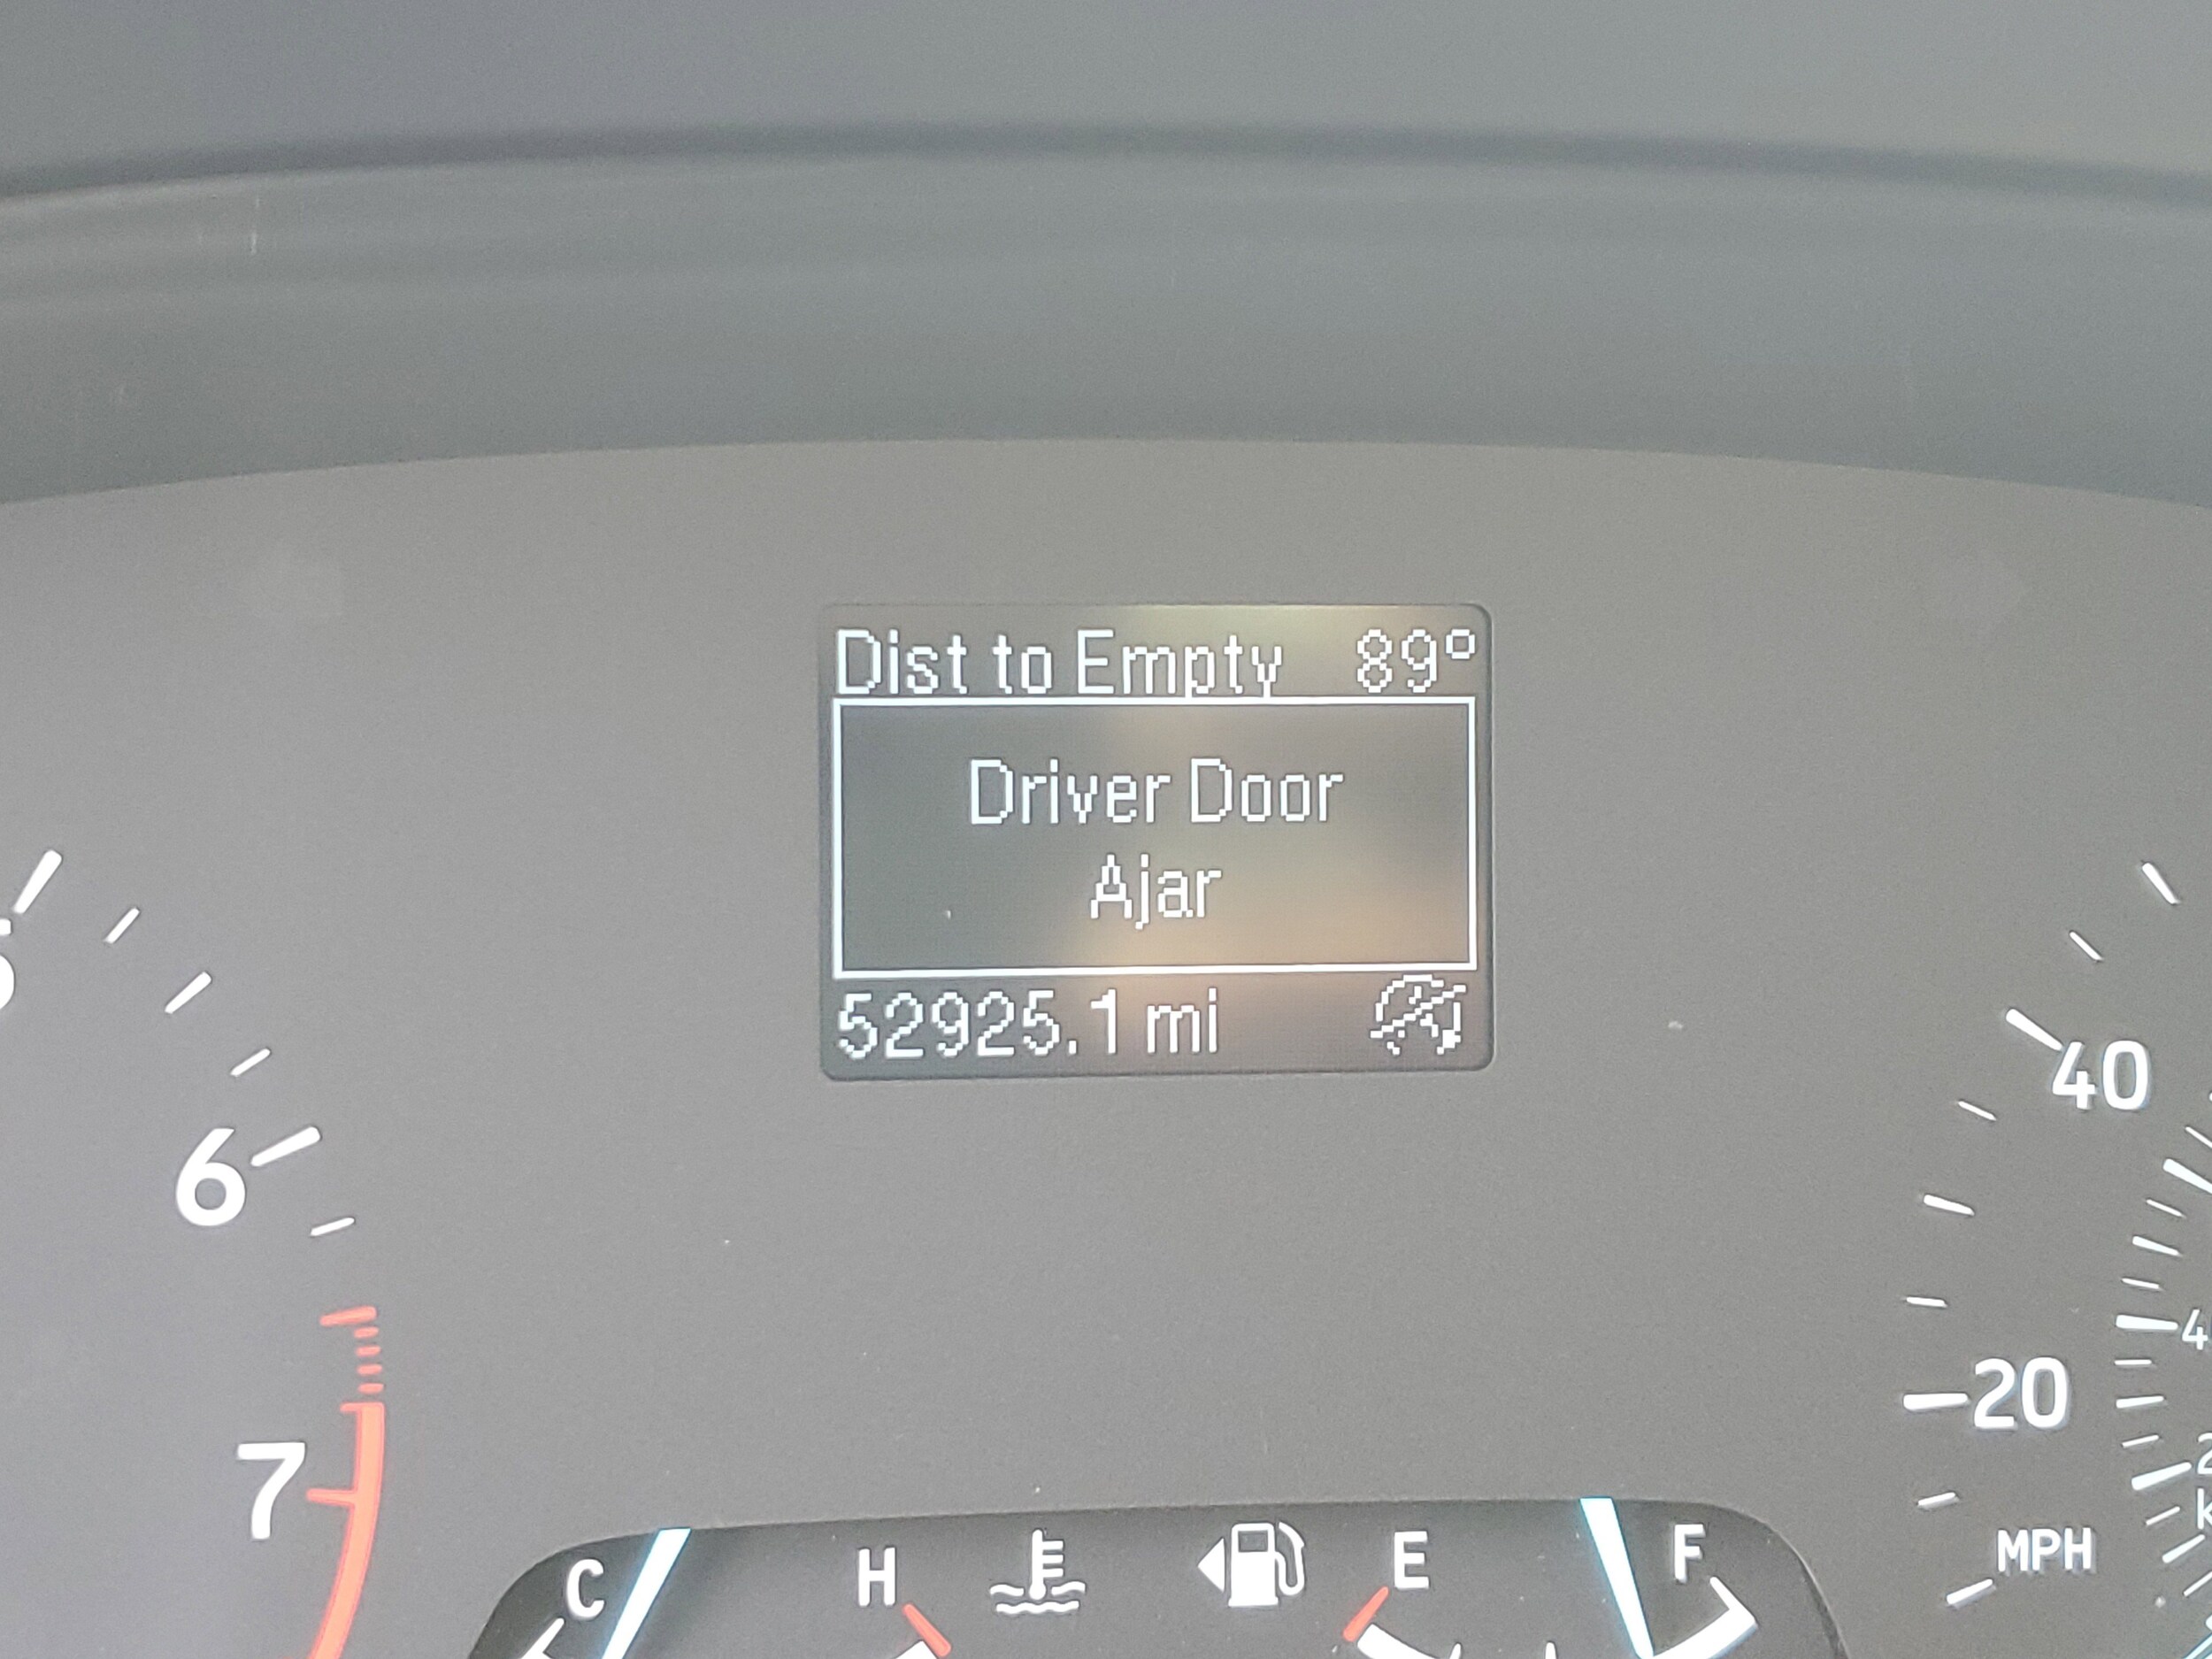 Dist to Empty 89°
Driver Door
Ajar
52925.1 mi
6
7
40
20
MPH
C
H
E
F